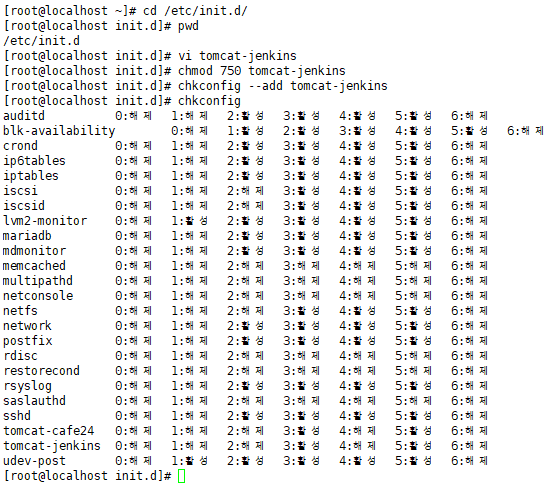 [root@localhost ~]# cd /etc/init.d/
[root@localhost init.d]# pwd
/etc/init.d
[root@localhost init.d]# vi tomcat-jenkins
[root@localhost init.d]# chmod 750 tomcat-jenkins
[root@localhost init.d]# chkconfig --add tomcat-jenkins
[root@localhost init.d]# chkconfig
auditd 0:해 제 1:해 제 2:활 성 3:활 성 4:활 성 5:활 성 6:해 제
blk-availability 0:해 제 1:활 성 2:활 성 3:활 성 4:활 성 5:활 성 6:해 제
crond 0:해 제 1:해 제 2:활 성 3:활 성 4:활 성 5:활 성 6:해 제
ip6tables 0:해 제 1:해 제 2:활 성 3:활 성 4:활 성 5:활 성 6:해 제
iptables 0:해 제 1:해 제 2:활 성 3:활 성 4:활 성 5:활 성 6:해 제
iscsi 0:해 제 1:해 제 2:해 제 3:활 성 4:활 성 5:활 성 6:해 제
iscsid 0:해 제 1:해 제 2:해 제 3:활 성 4:활 성 5:활 성 6:해 제
lvm2-monitor 0:해 제 1:활 성 2:활 성 3:활 성 4:활 성 5:활 성 6:해 제
mariadb 0:해 제 1:해 제 2:활 성 3:활 성 4:활 성 5:활 성 6:해 제
mdmonitor 0:해 제 1:해 제 2:활 성 3:활 성 4:활 성 5:활 성 6:해 제
memcached 0:해 제 1:해 제 2:해 제 3:해 제 4:해 제 5:해 제 6:해 제
multipathd 0:해 제 1:해 제 2:해 제 3:해 제 4:해 제 5:해 제 6:해 제
netconsole 0:해 제 1:해 제 2:해 제 3:해 제 4:해 제 5:해 제 6:해 제
netfs 0:해 제 1:해 제 2:해 제 3:활 성 4:활 성 5:활 성 6:해 제
network 0:해 제 1:해 제 2:활 성 3:활 성 4:활 성 5:활 성 6:해 제
postfix 0:해 제 1:해 제 2:활 성 3:활 성 4:활 성 5:활 성 6:해 제
rdisc 0:해 제 1:해 제 2:해 제 3:해 제 4:해 제 5:해 제 6:해 제
restorecond 0:해 제 1:해 제 2:해 제 3:해 제 4:해 제 5:해 제 6:해 제
rsyslog 0:해 제 1:해 제 2:활 성 3:활 성 4:활 성 5:활 성 6:해 제
saslauthd 0:해 제 1:해 제 2:해 제 3:해 제 4:해 제 5:해 제 6:해 제
sshd 0:해 제 1:해 제 2:활 성 3:활 성 4:활 성 5:활 성 6:해 제
tomcat-cafe24 0:해 제 1:해 제 2:해 제 3:활 성 4:활 성 5:활 성 6:해 제
tomcat-jenkins 0:해 제 1:해 제 2:해 제 3:활 성 4:활 성 5:활 성 6:해 제
udev-post 0:해 제 1:활 성 2:활 성 3:활 성 4:활 성 5:활 성 6:해 제
[root@localhost init.d]#